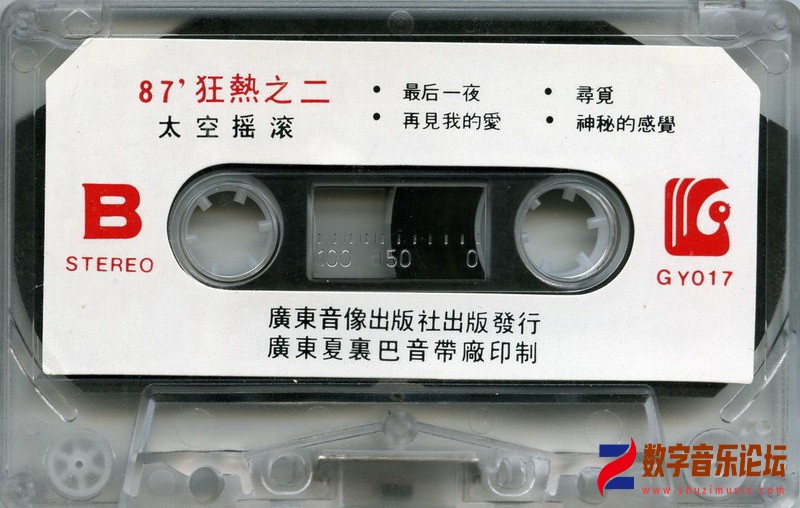 87'狂熱之二
太空摇滚
• 最后一夜
• 再見我的愛
• 尋覓
• 神秘的感覺
B
STEREO
GY017
100 50 0
廣東音像出版社出版發行
廣東夏裏巴音帶廠印制
数字音乐论坛
www.shuzimusic.com